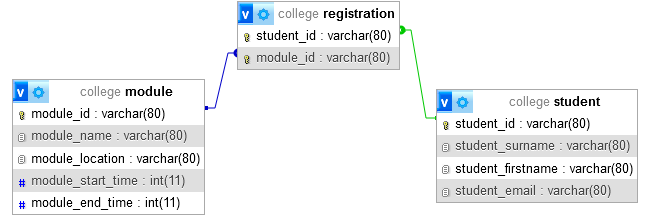 v college registration
student_id : varchar(80)
module_id : varchar(80)
v college module
module_id : varchar(80)
module_name : varchar(80)
module_location : varchar(80)
# module_start_time : int(11)
# module_end_time : int(11)
v college student
student_id : varchar(80)
student_surname : varchar(80)
student_firstname : varchar(80)
student_email : varchar(80)